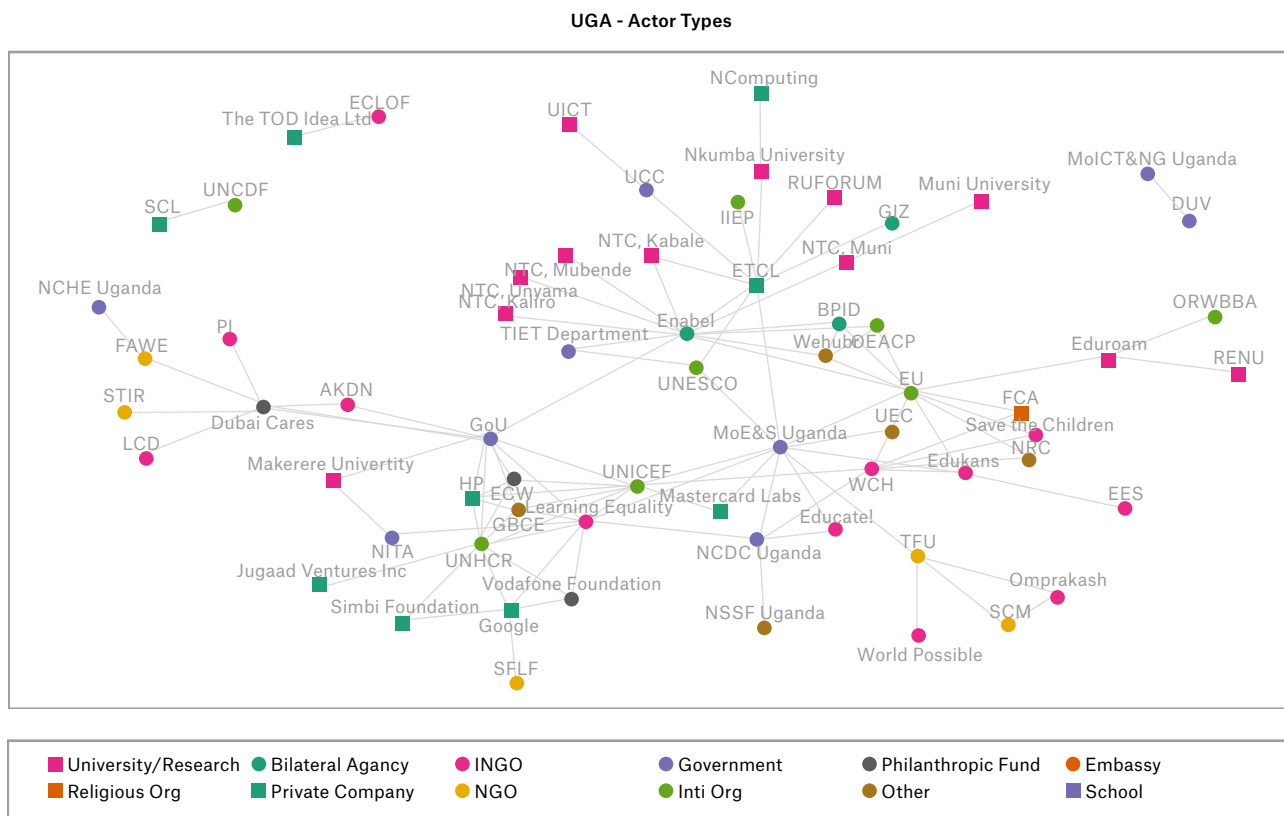 UGA - Actor Types
NComputing
ECLOF
The TOD Idea Ltd
UICT
Nkumba University
MoICT&NG Uganda
UCC
RUFORUM
Muni University
UNCDF
SCL
IIEP
GIZ
DUV
NTC, Kabale
NTC, Muni
NTC, Mubende
ETCL
NTC, Unyama
NTC, Kaliro
NCHE Uganda
BPID
ORWBBA
PI
Enabel
TIET Department
Wehubit
OEACP
FAWE
Eduroam
RENU
UNESCO
EU
STIR
AKDN
FCA
Dubai Cares
UEC
Save the Children
GoU
MoE&S Uganda
LCD
NRC
Makerere Univertity
UNICEF
Edukans
HP
WCH
ECW
Mastercard Labs
EES
Learning Equality
Educate!
GBCE
NITA
UNHCR
NCDC Uganda
TFU
Jugaad Ventures Inc
Vodafone Foundation
Omprakash
Simbi Foundation
NSSF Uganda
SCM
Google
World Possible
SFLF
University/Research
Bilateral Agancy
INGO
Government
Philanthropic Fund
Embassy
Religious Org
Private Company
NGO
Inti Org
Other
School